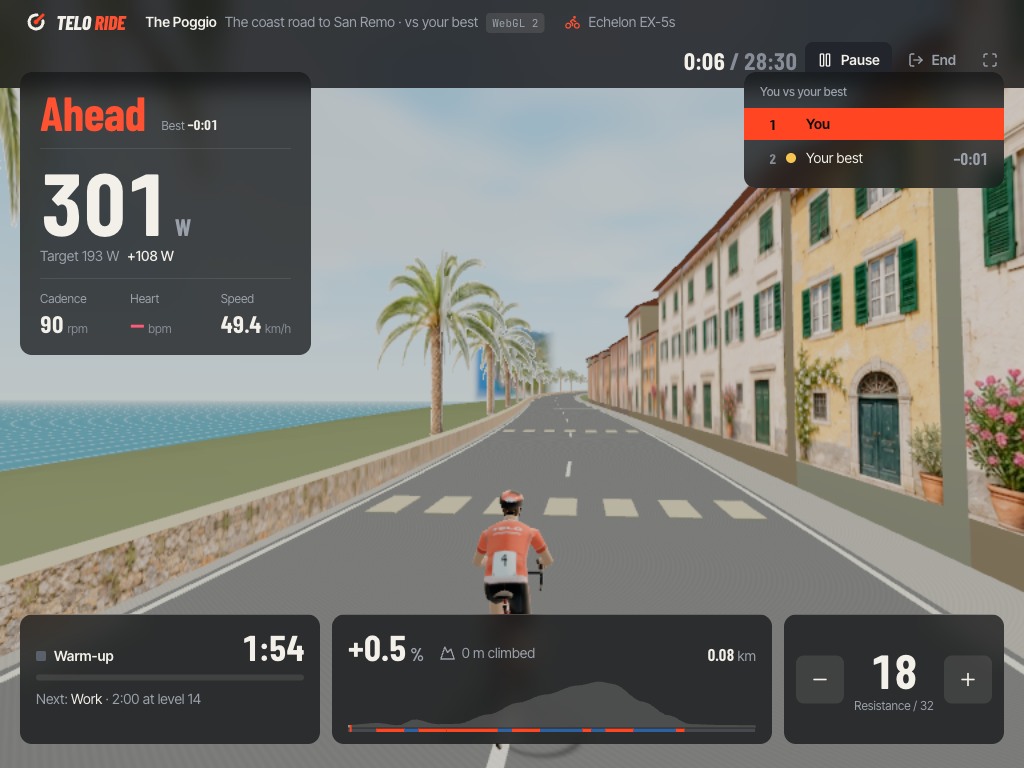 TELO RIDE The Poggio The coast road to San Remo · vs your best WebGL 2 Echelon EX-5s
0:06 / 28:30 Pause End
Ahead Best −0:01
301 W
Target 193 W +108 W
Cadence Heart Speed
90 rpm – bpm 49.4 km/h
You vs your best
1 You
2 Your best −0:01
TELO
4
Warm-up 1:54
Next: Work · 2:00 at level 14
+0.5 % 0 m climbed 0.08 km
− 18 +
Resistance / 32